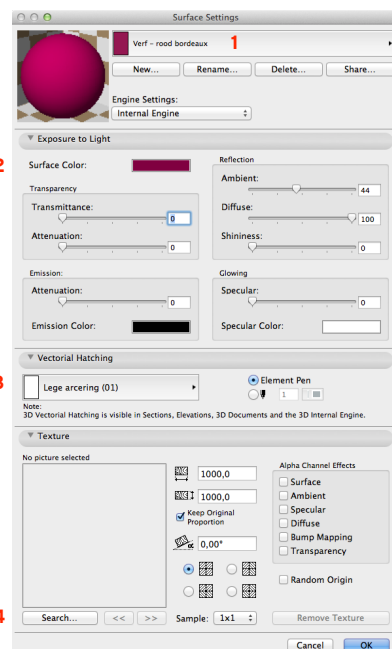 Surface Settings
Verf - rood bordeaux
1
New... Rename... Delete... Share...
Engine Settings:
Internal Engine
Exposure to Light
2
Surface Color:
Transparency
Transmittance:
0
Attenuation:
0
Reflection
Ambient:
44
Diffuse:
100
Shininess:
0
Emission:
Attenuation:
0
Emission Color:
Glowing
Specular:
0
Specular Color:
Vectorial Hatching
3
Lege arcering (01)
Element Pen
1
Note:
3D Vectorial Hatching is visible in Sections, Elevations, 3D Documents and the 3D Internal Engine.
Texture
No picture selected
1000,0
1000,0
Keep Original
Proportion
α
0,00°
Alpha Channel Effects
Surface
Ambient
Specular
Diffuse
Bump Mapping
Transparency
Random Origin
4
Search... << >> Sample: 1x1 Remove Texture
Cancel OK